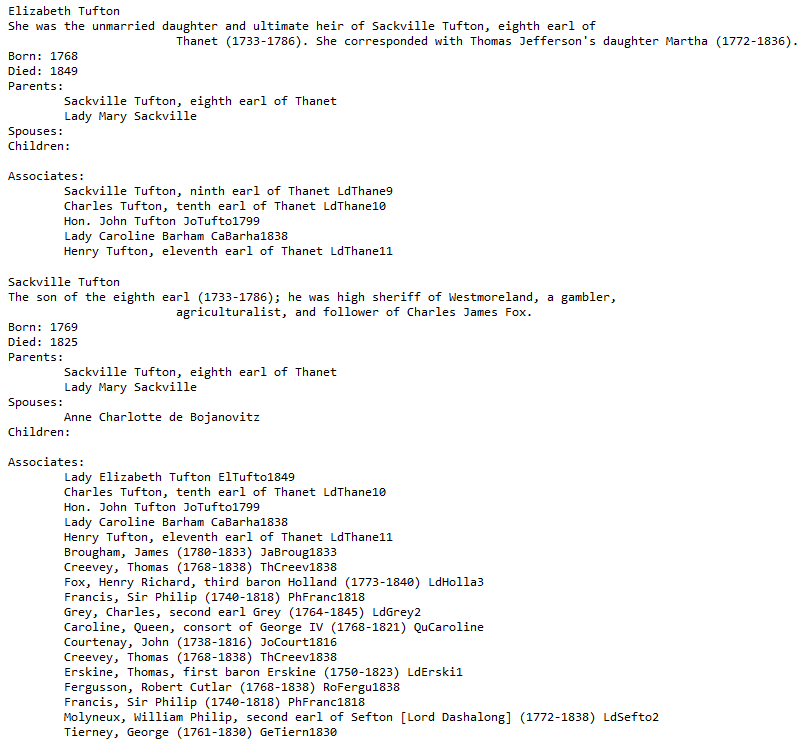 Elizabeth Tufton
She was the unmarried daughter and ultimate heir of Sackville Tufton, eighth earl of
Thanet (1733-1786). She corresponded with Thomas Jefferson's daughter Martha (1772-1836).
Born: 1768
Died: 1849
Parents:
Sackville Tufton, eighth earl of Thanet
Lady Mary Sackville
Spouses:
Children:
Associates:
Sackville Tufton, ninth earl of Thanet LdThane9
Charles Tufton, tenth earl of Thanet LdThane10
Hon. John Tufton JoTufto1799
Lady Caroline Barham CaBarha1838
Henry Tufton, eleventh earl of Thanet LdThane11
Sackville Tufton
The son of the eighth earl (1733-1786); he was high sheriff of Westmoreland, a gambler,
agriculturalist, and follower of Charles James Fox.
Born: 1769
Died: 1825
Parents:
Sackville Tufton, eighth earl of Thanet
Lady Mary Sackville
Spouses:
Anne Charlotte de Bojanovitz
Children:
Associates:
Lady Elizabeth Tufton ElTufto1849
Charles Tufton, tenth earl of Thanet LdThane10
Hon. John Tufton JoTufto1799
Lady Caroline Barham CaBarha1838
Henry Tufton, eleventh earl of Thanet LdThane11
Brougham, James (1780-1833) JaBroug1833
Creevey, Thomas (1768-1838) ThCreev1838
Fox, Henry Richard, third baron Holland (1773-1840) LdHolla3
Francis, Sir Philip (1740-1818) PhFranc1818
Grey, Charles, second earl Grey (1764-1845) LdGrey2
Caroline, Queen, consort of George IV (1768-1821) QuCaroline
Courtenay, John (1738-1816) JoCourt1816
Creevey, Thomas (1768-1838) ThCreev1838
Erskine, Thomas, first baron Erskine (1750-1823) LdErski1
Fergusson, Robert Cutlar (1768-1838) RoFergu1838
Francis, Sir Philip (1740-1818) PhFranc1818
Molyneux, William Philip, second earl of Sefton [Lord Dashalong] (1772-1838) LdSefto2
Tierney, George (1761-1830) GeTiern1830